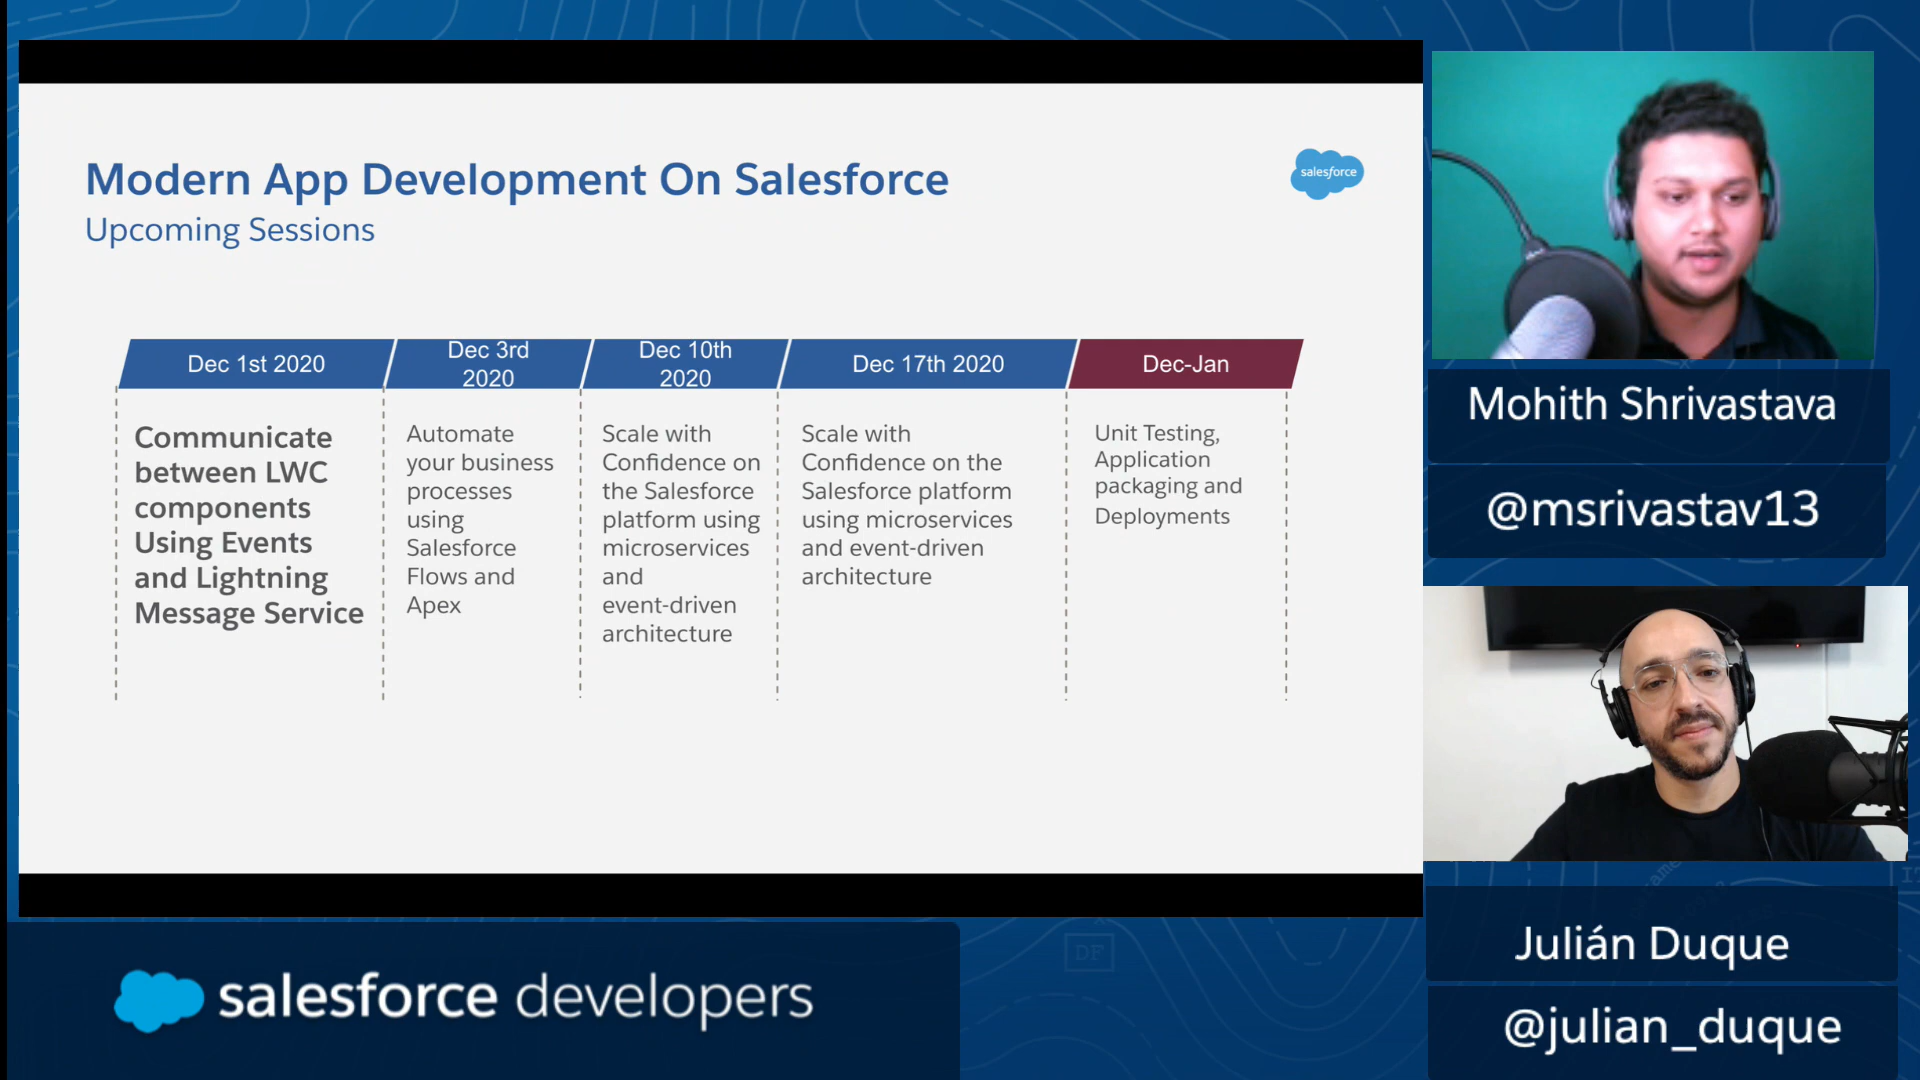 Modern App Development On Salesforce
Upcoming Sessions
salesforce
Dec 1st 2020
Dec 3rd
2020
Dec 10th
2020
Dec 17th 2020
Dec-Jan
Communicate
between LWC
components
Using Events
and Lightning
Message Service
Automate
your business
processes
using
Salesforce
Flows and
Apex
Scale with
Confidence on
the Salesforce
platform using
microservices
and
event-driven
architecture
Scale with
Confidence on the
Salesforce platform
using microservices
and event-driven
architecture
Unit Testing,
Application
packaging and
Deployments
Mohith Shrivastava
@msrivastav13
Julián Duque
@julian_duque
salesforce developers
DF